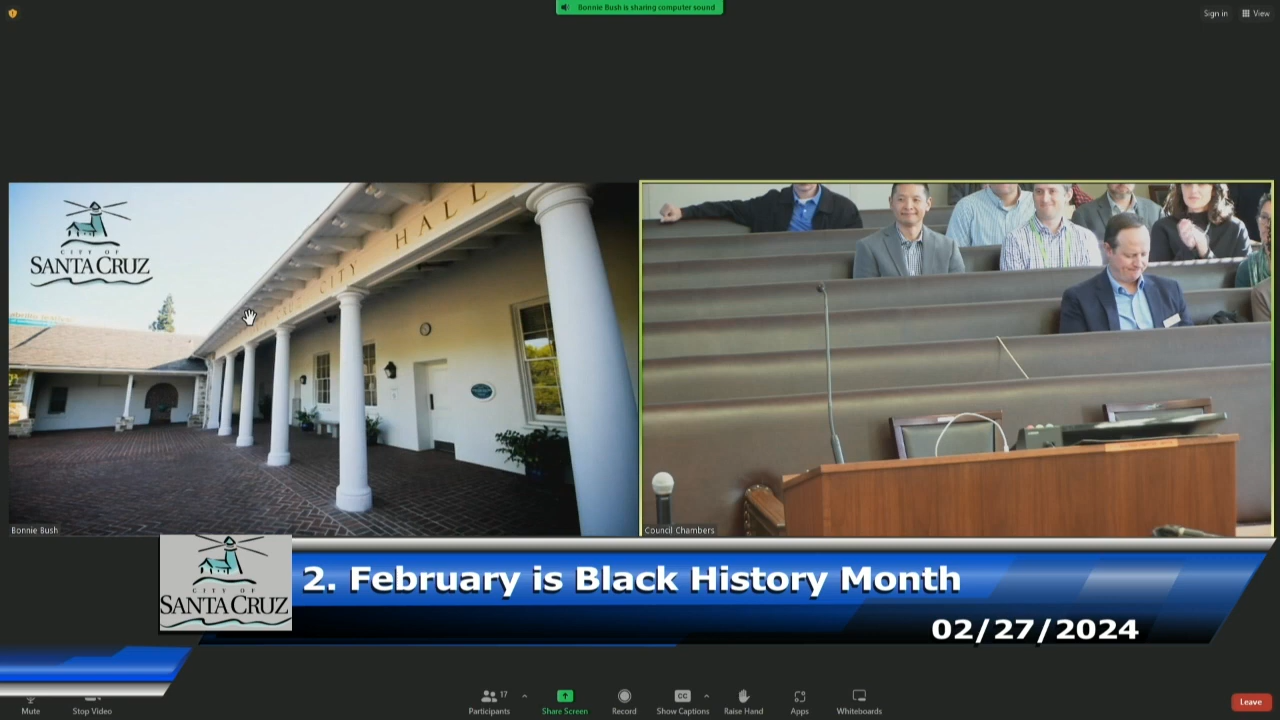 Bonnie Bush is sharing computer sound
Sign in
View
CITY OF
SANTA CRUZ
CITY HALL
Bonnie Bush
Council Chambers
CITY OF
SANTA CRUZ
2. February is Black History Month
02/27/2024
Mute
Stop Video
Participants
17
Share Screen
CC
Record
Show Captions
Raise Hand
Apps
Whiteboards
Leave